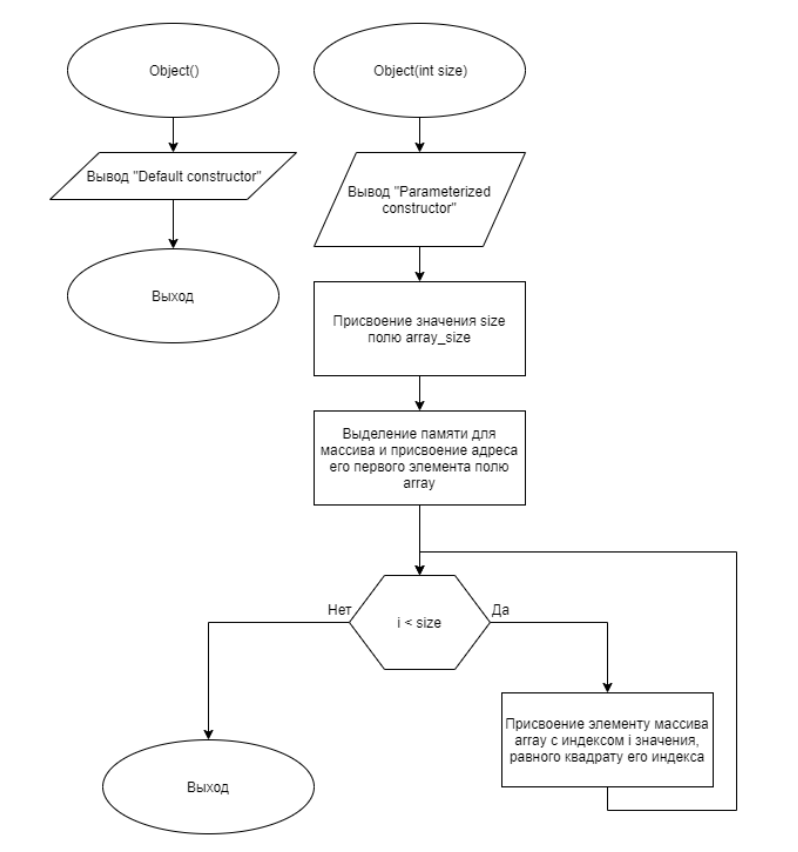 Object()
Вывод "Default constructor"
Выход
Object(int size)
Вывод "Parameterized
constructor"
Присвоение значения size
полю array_size
Выделение памяти для
массива и присвоение адреса
его первого элемента полю
array
i < size
Нет
Да
Присвоение элементу массива
array с индексом i значения,
равного квадрату его индекса
Выход